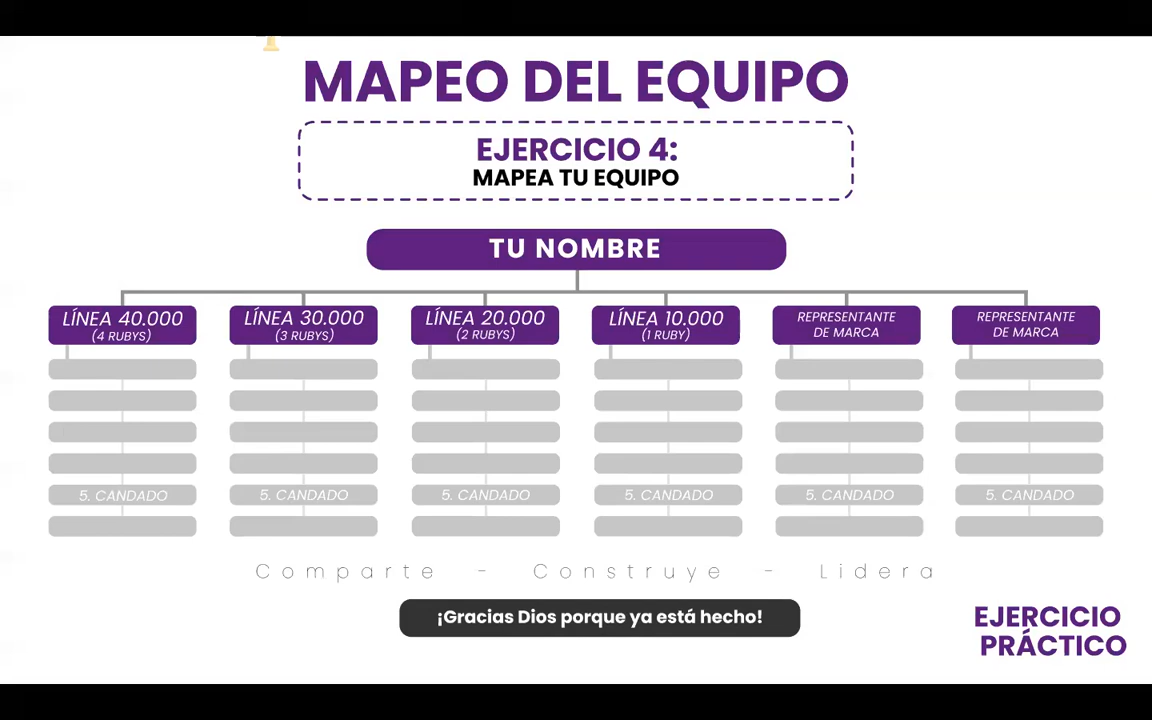 MAPEO DEL EQUIPO
EJERCICIO 4:
MAPEA TU EQUIPO
TU NOMBRE
LÍNEA 40.000
(4 RUBYS)
LÍNEA 30.000
(3 RUBYS)
LÍNEA 20.000
(2 RUBYS)
LÍNEA 10.000
(1 RUBY)
REPRESENTANTE
DE MARCA
REPRESENTANTE
DE MARCA
5. CANDADO
5. CANDADO
5. CANDADO
5. CANDADO
5. CANDADO
5. CANDADO
Comparte - Construye - Lidera
¡Gracias Dios porque ya está hecho!
EJERCICIO
PRÁCTICO